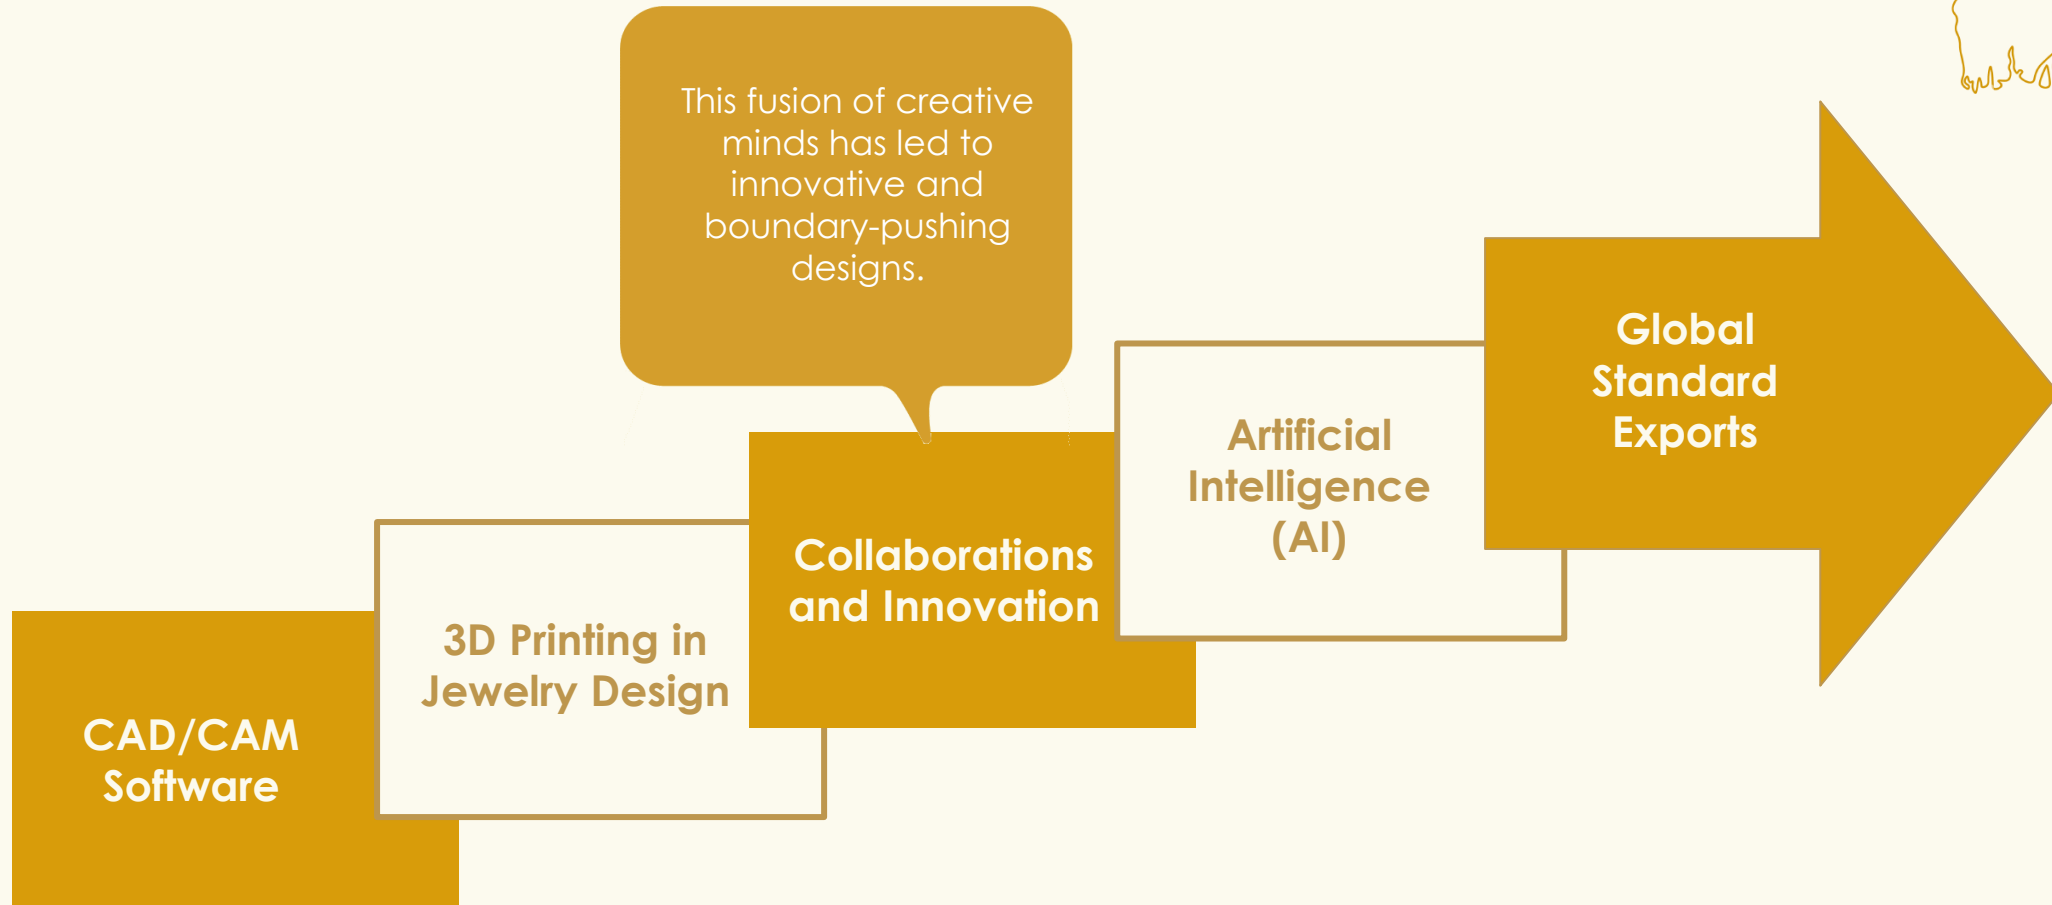 This fusion of creative
minds has led to
innovative and
boundary-pushing
designs.
Global
Standard
Exports
Artificial
Intelligence
(AI)
Collaborations
and Innovation
3D Printing in
Jewelry Design
CAD/CAM
Software